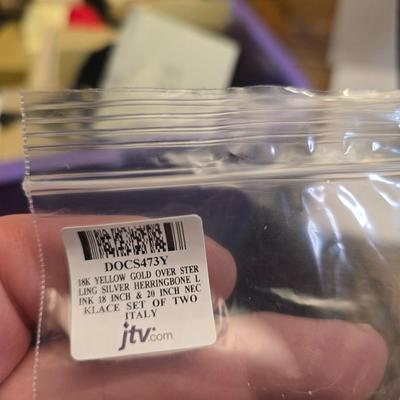 DOCS473Y
18K YELLOW GOLD OVER STER
LING SILVER HERRINGBONE L
INK 18 INCH & 20 INCH NEC
KLACE SET OF TWO
ITALY
jtv.com